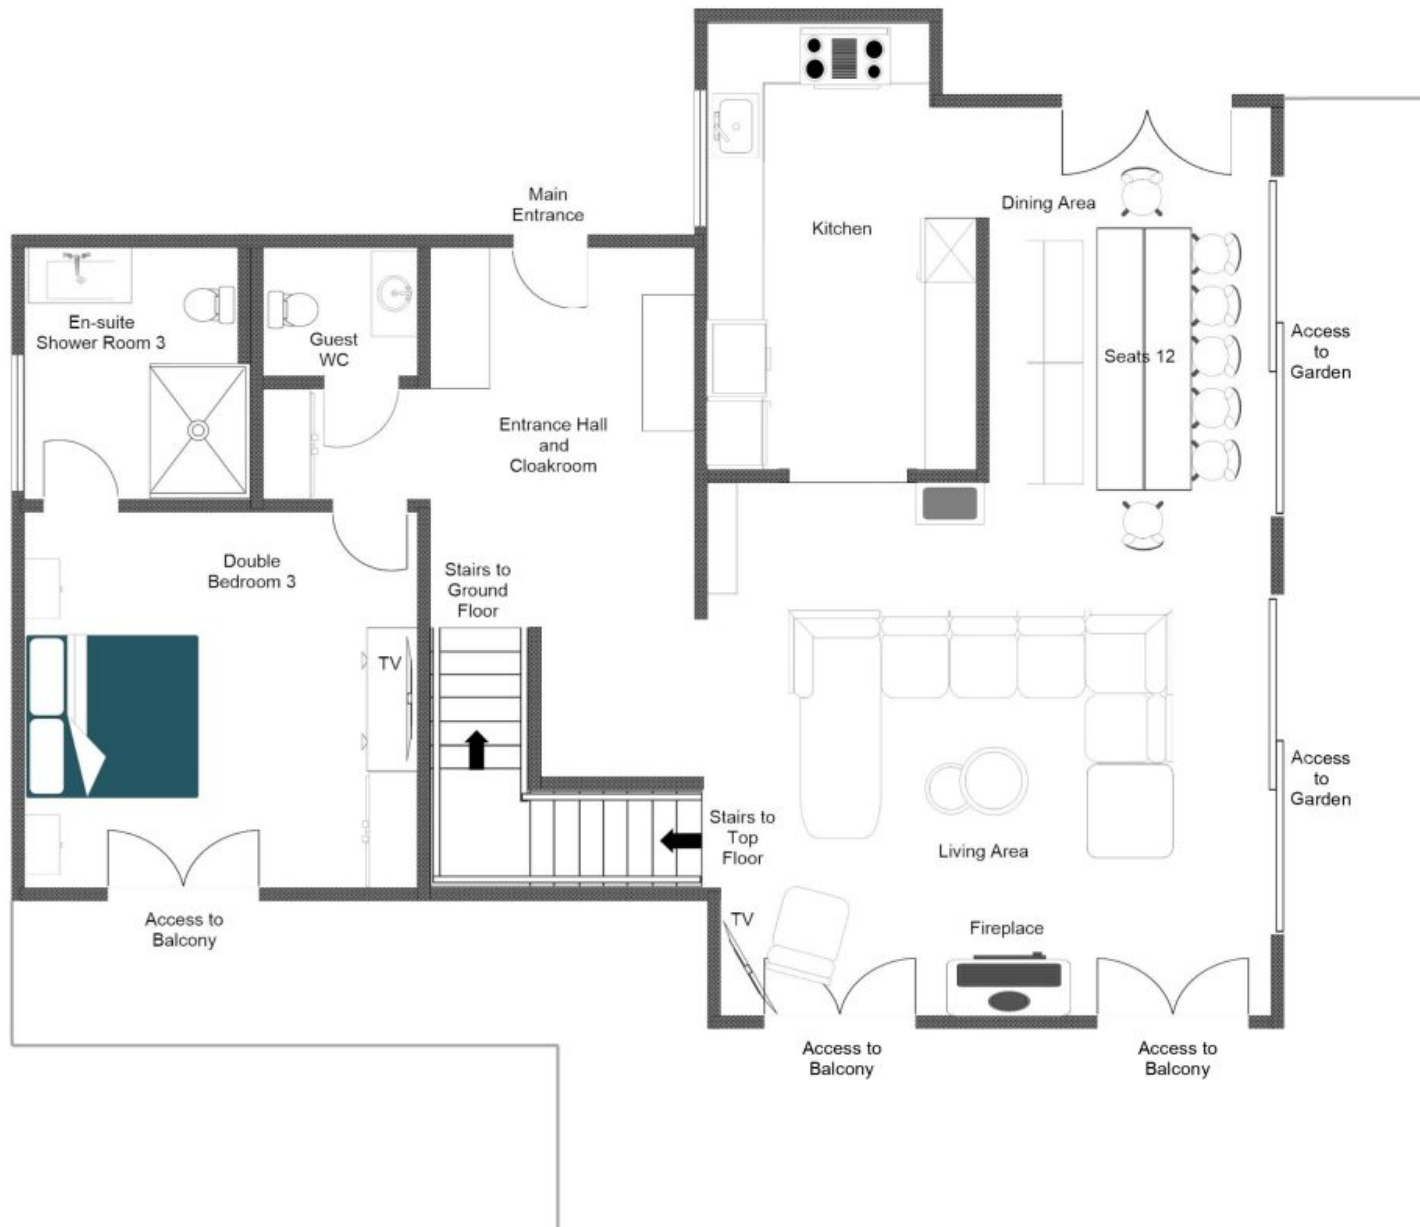 Main
Entrance
Dining Area
Kitchen
En-suite
Shower Room 3
Guest
WC
Seats 12
Access
to
Garden
Entrance Hall
and
Cloakroom
Double
Bedroom 3
Stairs to
Ground
Floor
TV
Access
to
Garden
Stairs to
Top
Floor
Living Area
Access to
Balcony
TV
Fireplace
Access to
Balcony
Access to
Balcony